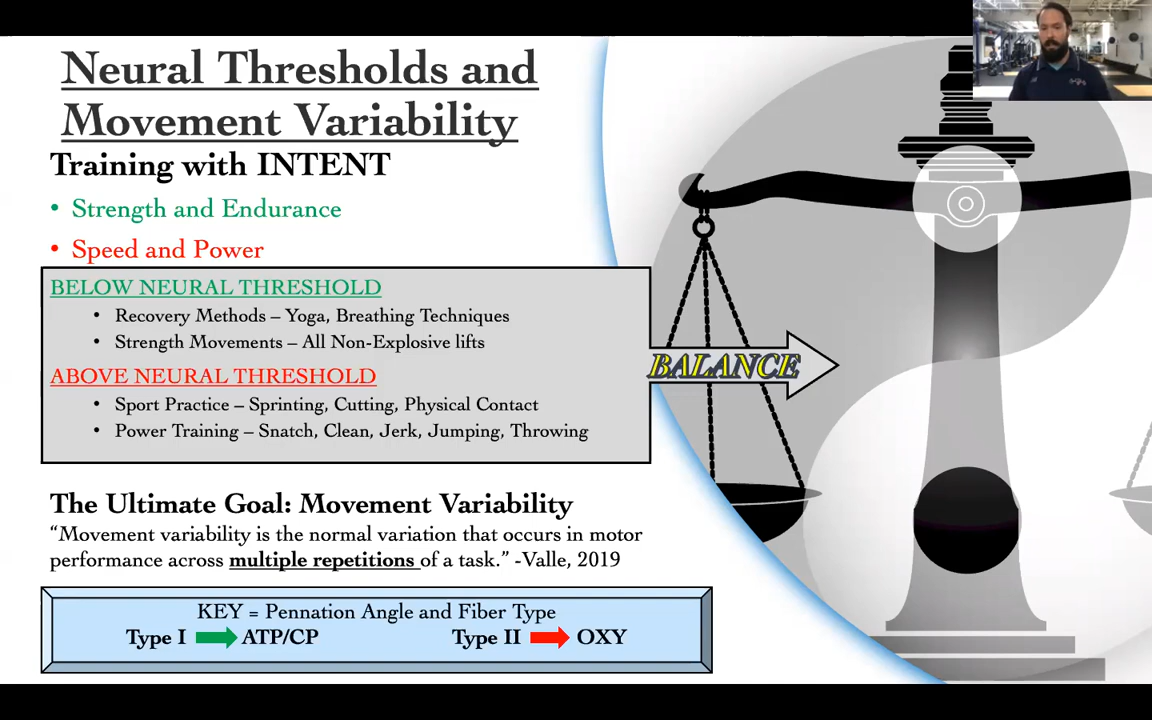 Neural Thresholds and
Movement Variability
Training with INTENT
• Strength and Endurance
• Speed and Power
BELOW NEURAL THRESHOLD
• Recovery Methods – Yoga, Breathing Techniques
• Strength Movements – All Non-Explosive lifts
ABOVE NEURAL THRESHOLD
• Sport Practice – Sprinting, Cutting, Physical Contact
• Power Training – Snatch, Clean, Jerk, Jumping, Throwing
BALANCE
The Ultimate Goal: Movement Variability
“Movement variability is the normal variation that occurs in motor
performance across multiple repetitions of a task.” -Valle, 2019
KEY = Pennation Angle and Fiber Type
Type I ATP/CP Type II OXY